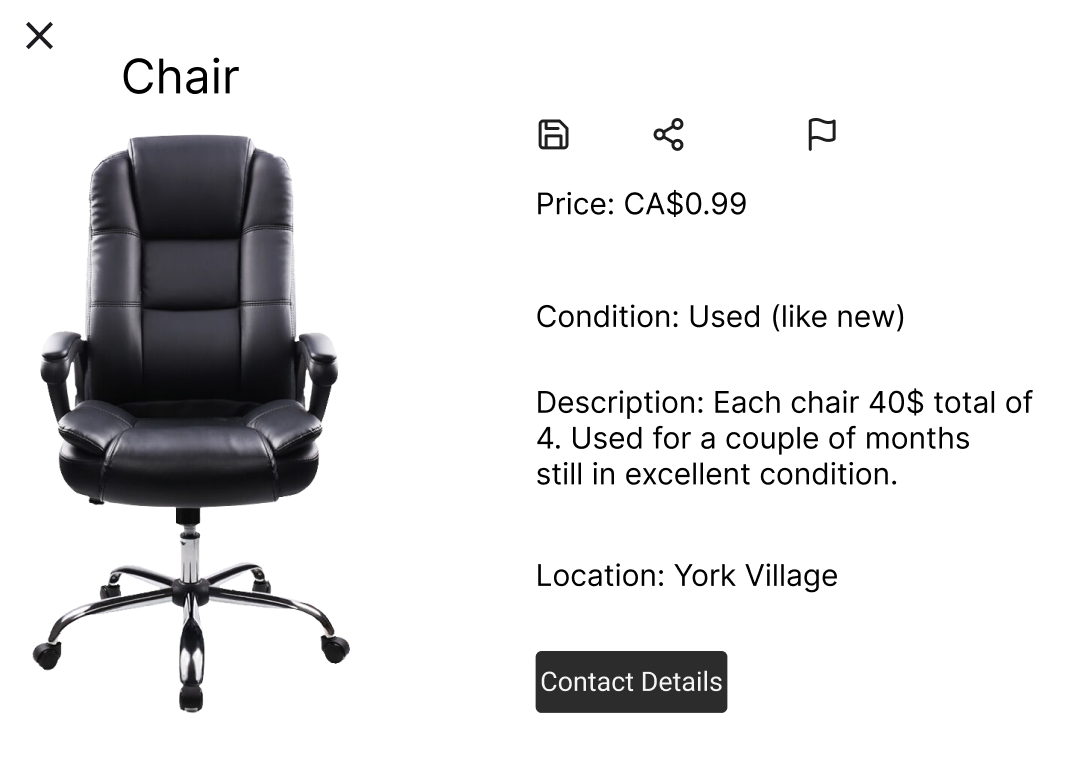 Chair
Price: CA$0.99
Condition: Used (like new)
Description: Each chair 40$ total of
4. Used for a couple of months
still in excellent condition.
Location: York Village
Contact Details